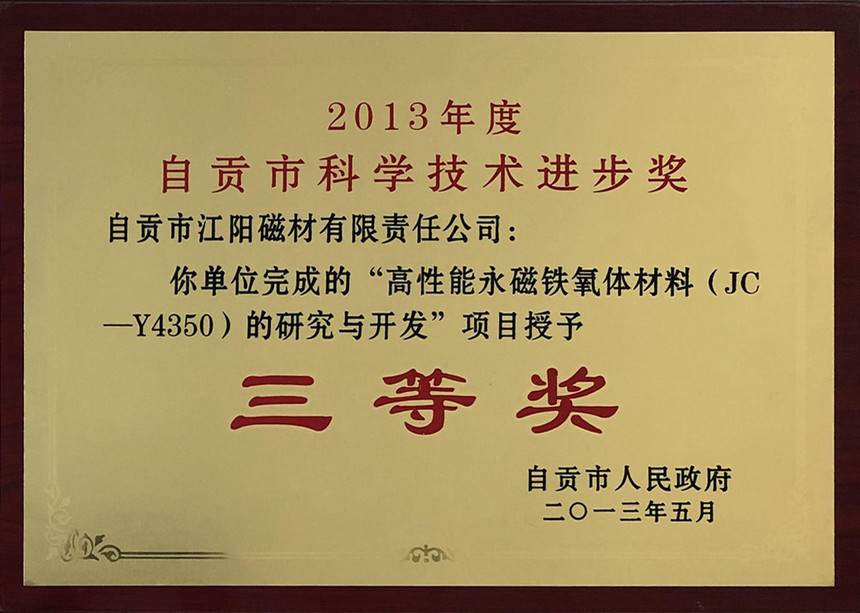 2013年度
自贡市科学技术进步奖
自贡市江阳磁材有限责任公司：
你单位完成的“高性能永磁铁氧体材料（JC
—Y4350）的研究与开发”项目授予
三等奖
自贡市人民政府
二〇一三年五月